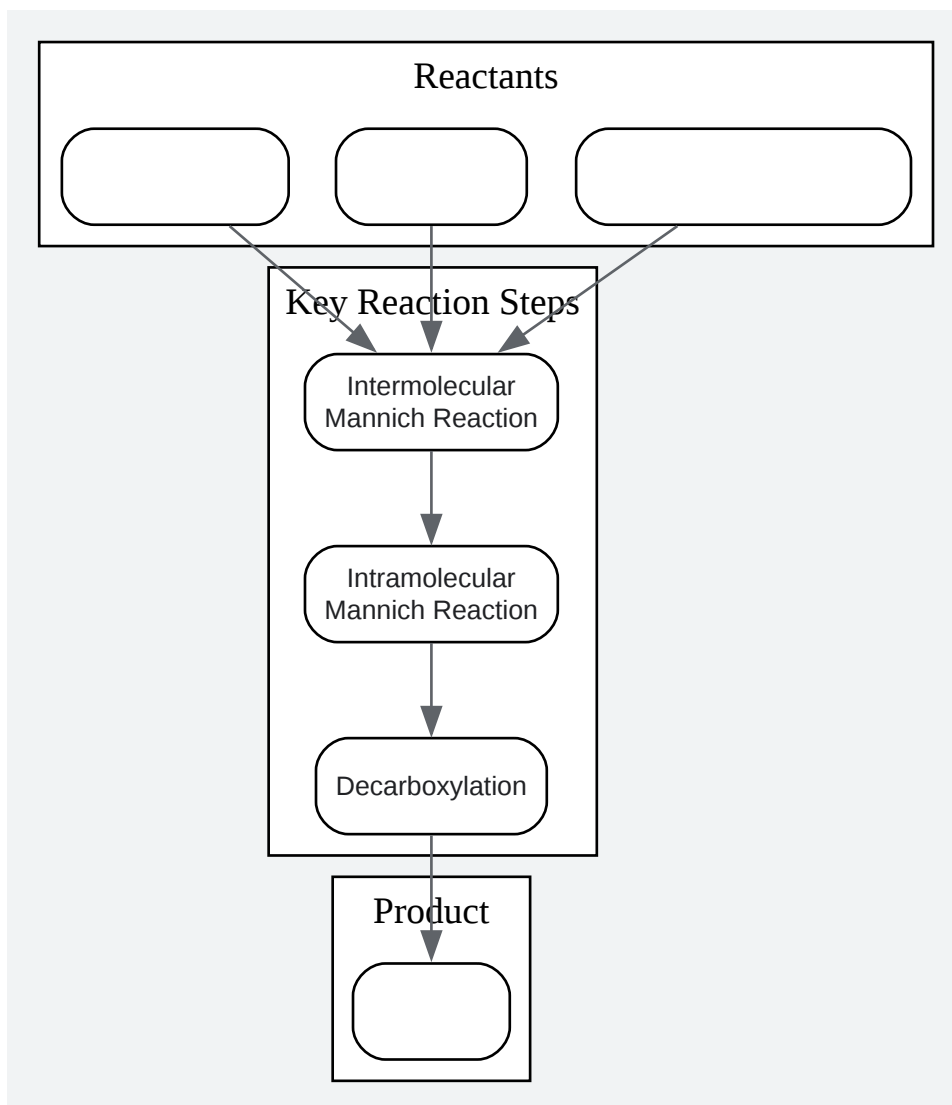 Reactants
Key Reaction Steps
Intermolecular
Mannich Reaction
Intramolecular
Mannich Reaction
Decarboxylation
Product